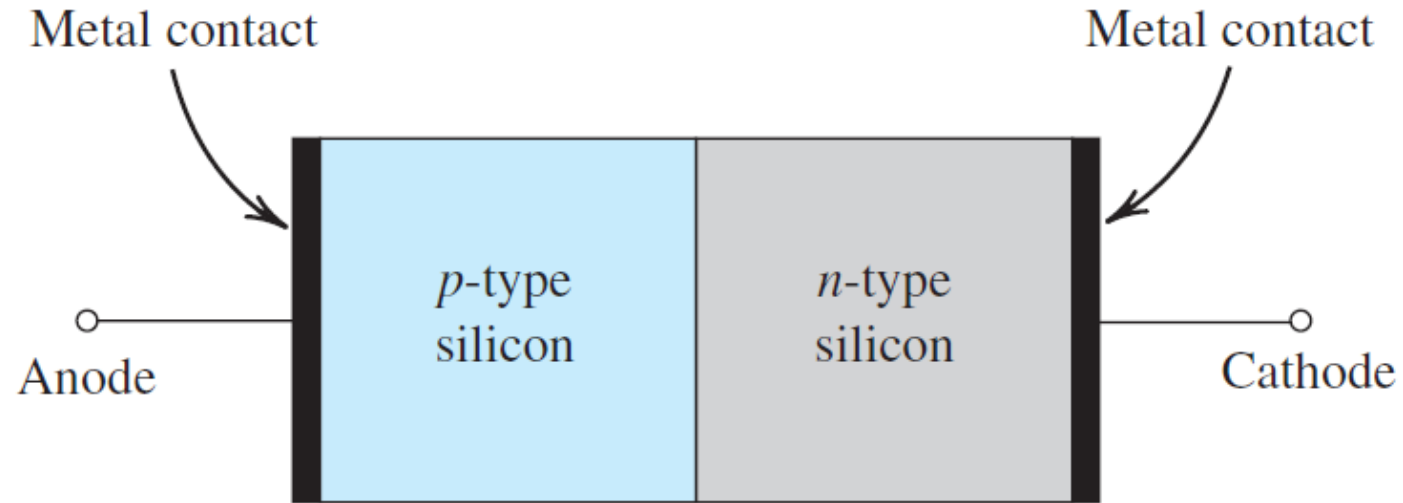 Metal contact
Metal contact
p-type
silicon
n-type
silicon
Anode
Cathode